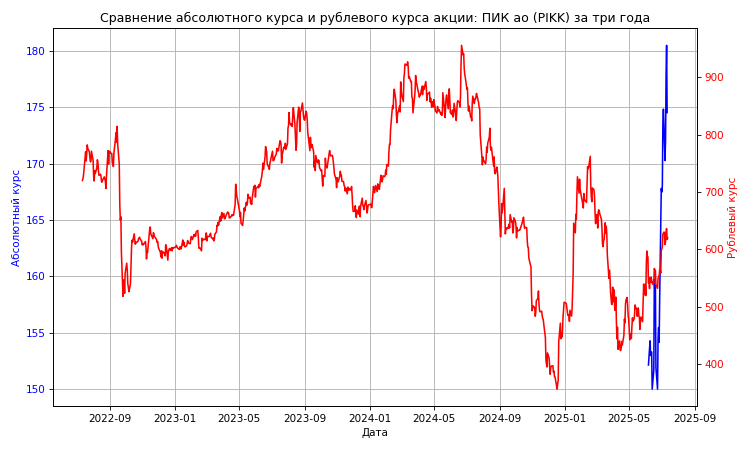 Сравнение абсолютного курса и рублевого курса акции: ПИК ао (PIKK) за три года
Абсолютный курс
180
175
170
165
160
155
150
Рублевый курс
900
800
700
600
500
400
2022-09 2023-01 2023-05 2023-09 2024-01 2024-05 2024-09 2025-01 2025-05 2025-09
Дата